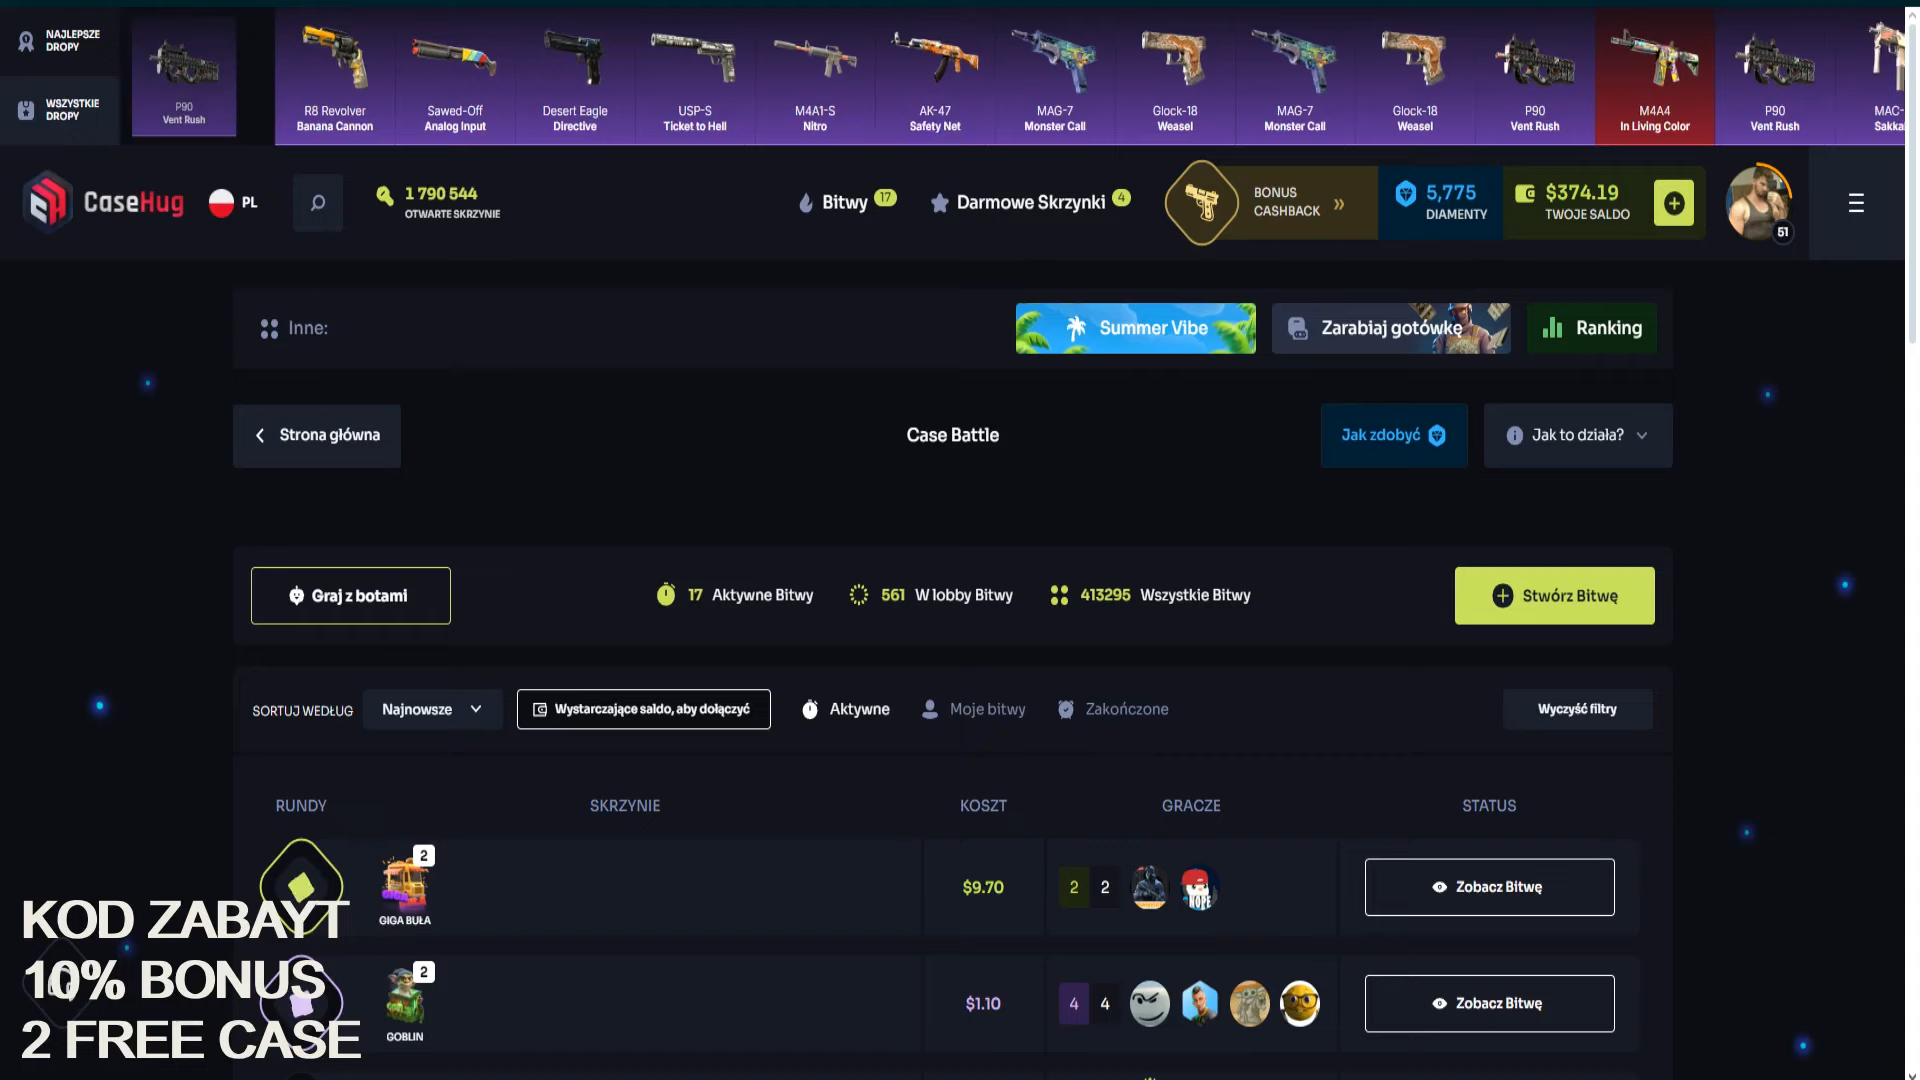 NAJLEPSZE
DROPY
WSZYSTKIE
DROPY
P90
Vent Rush
R8 Revolver
Banana Cannon
Sawed-Off
Analog Input
Desert Eagle
Directive
USP-S
Ticket to Hell
M4A1-S
Nitro
AK-47
Safety Net
MAG-7
Monster Call
Glock-18
Weasel
MAG-7
Monster Call
Glock-18
Weasel
P90
Vent Rush
M4A4
In Living Color
P90
Vent Rush
MAC-
Sakka
CaseHug
PL
1 790 544
OTWARTE SKRZYNIE
Bitwy 17
Darmowe Skrzynki 4
BONUS
CASHBACK
5,775
DIAMENTY
$374.19
TWOJE SALDO
51
Inne:
Summer Vibe
Zarabiaj gotówkę
Ranking
Strona główna
Case Battle
Jak zdobyć
Jak to działa?
Graj z botami
17 Aktywne Bitwy
561 W lobby Bitwy
413295 Wszystkie Bitwy
Stwórz Bitwę
SORTUJ WEDŁUG
Najnowsze
Wystarczające saldo, aby dołączyć
Aktywne
Moje bitwy
Zakończone
Wyczyść filtry
RUNDY
SKRZYNIE
KOSZT
GRACZE
STATUS
2
GIGA
GIGA BUŁA
$9.70
2 2
NOPE
Zobacz Bitwę
2
GOBLIN
$1.10
4 4
Zobacz Bitwę
KOD ZABAYT
10% BONUS
2 FREE CASE